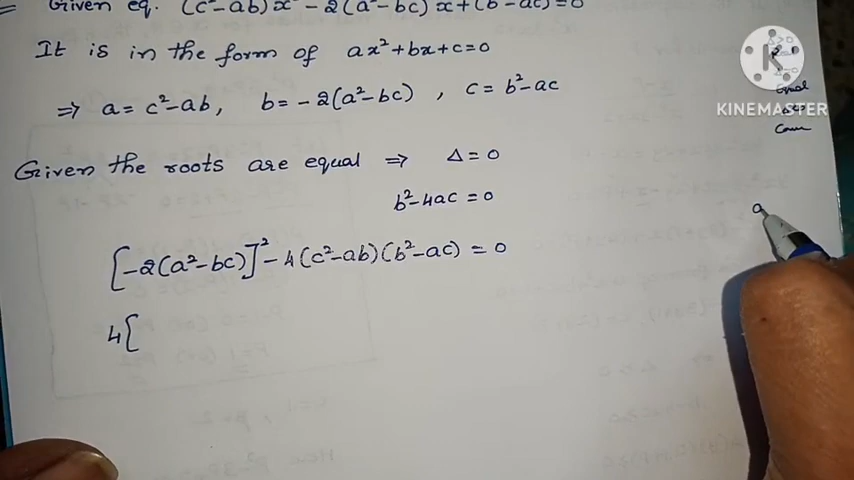 = Given eq. (c²-ab)x² - 2(a²-bc)x + (b²-ac) = 0
It is in the form of ax²+bx+c=0
⇒ a = c²-ab, b = -2(a²-bc), c = b²-ac
Given the roots are equal ⇒ Δ = 0
b²-4ac = 0
[-2(a²-bc)]² - 4(c²-ab)(b²-ac) = 0
4{
a
KINEMASTER
Equal